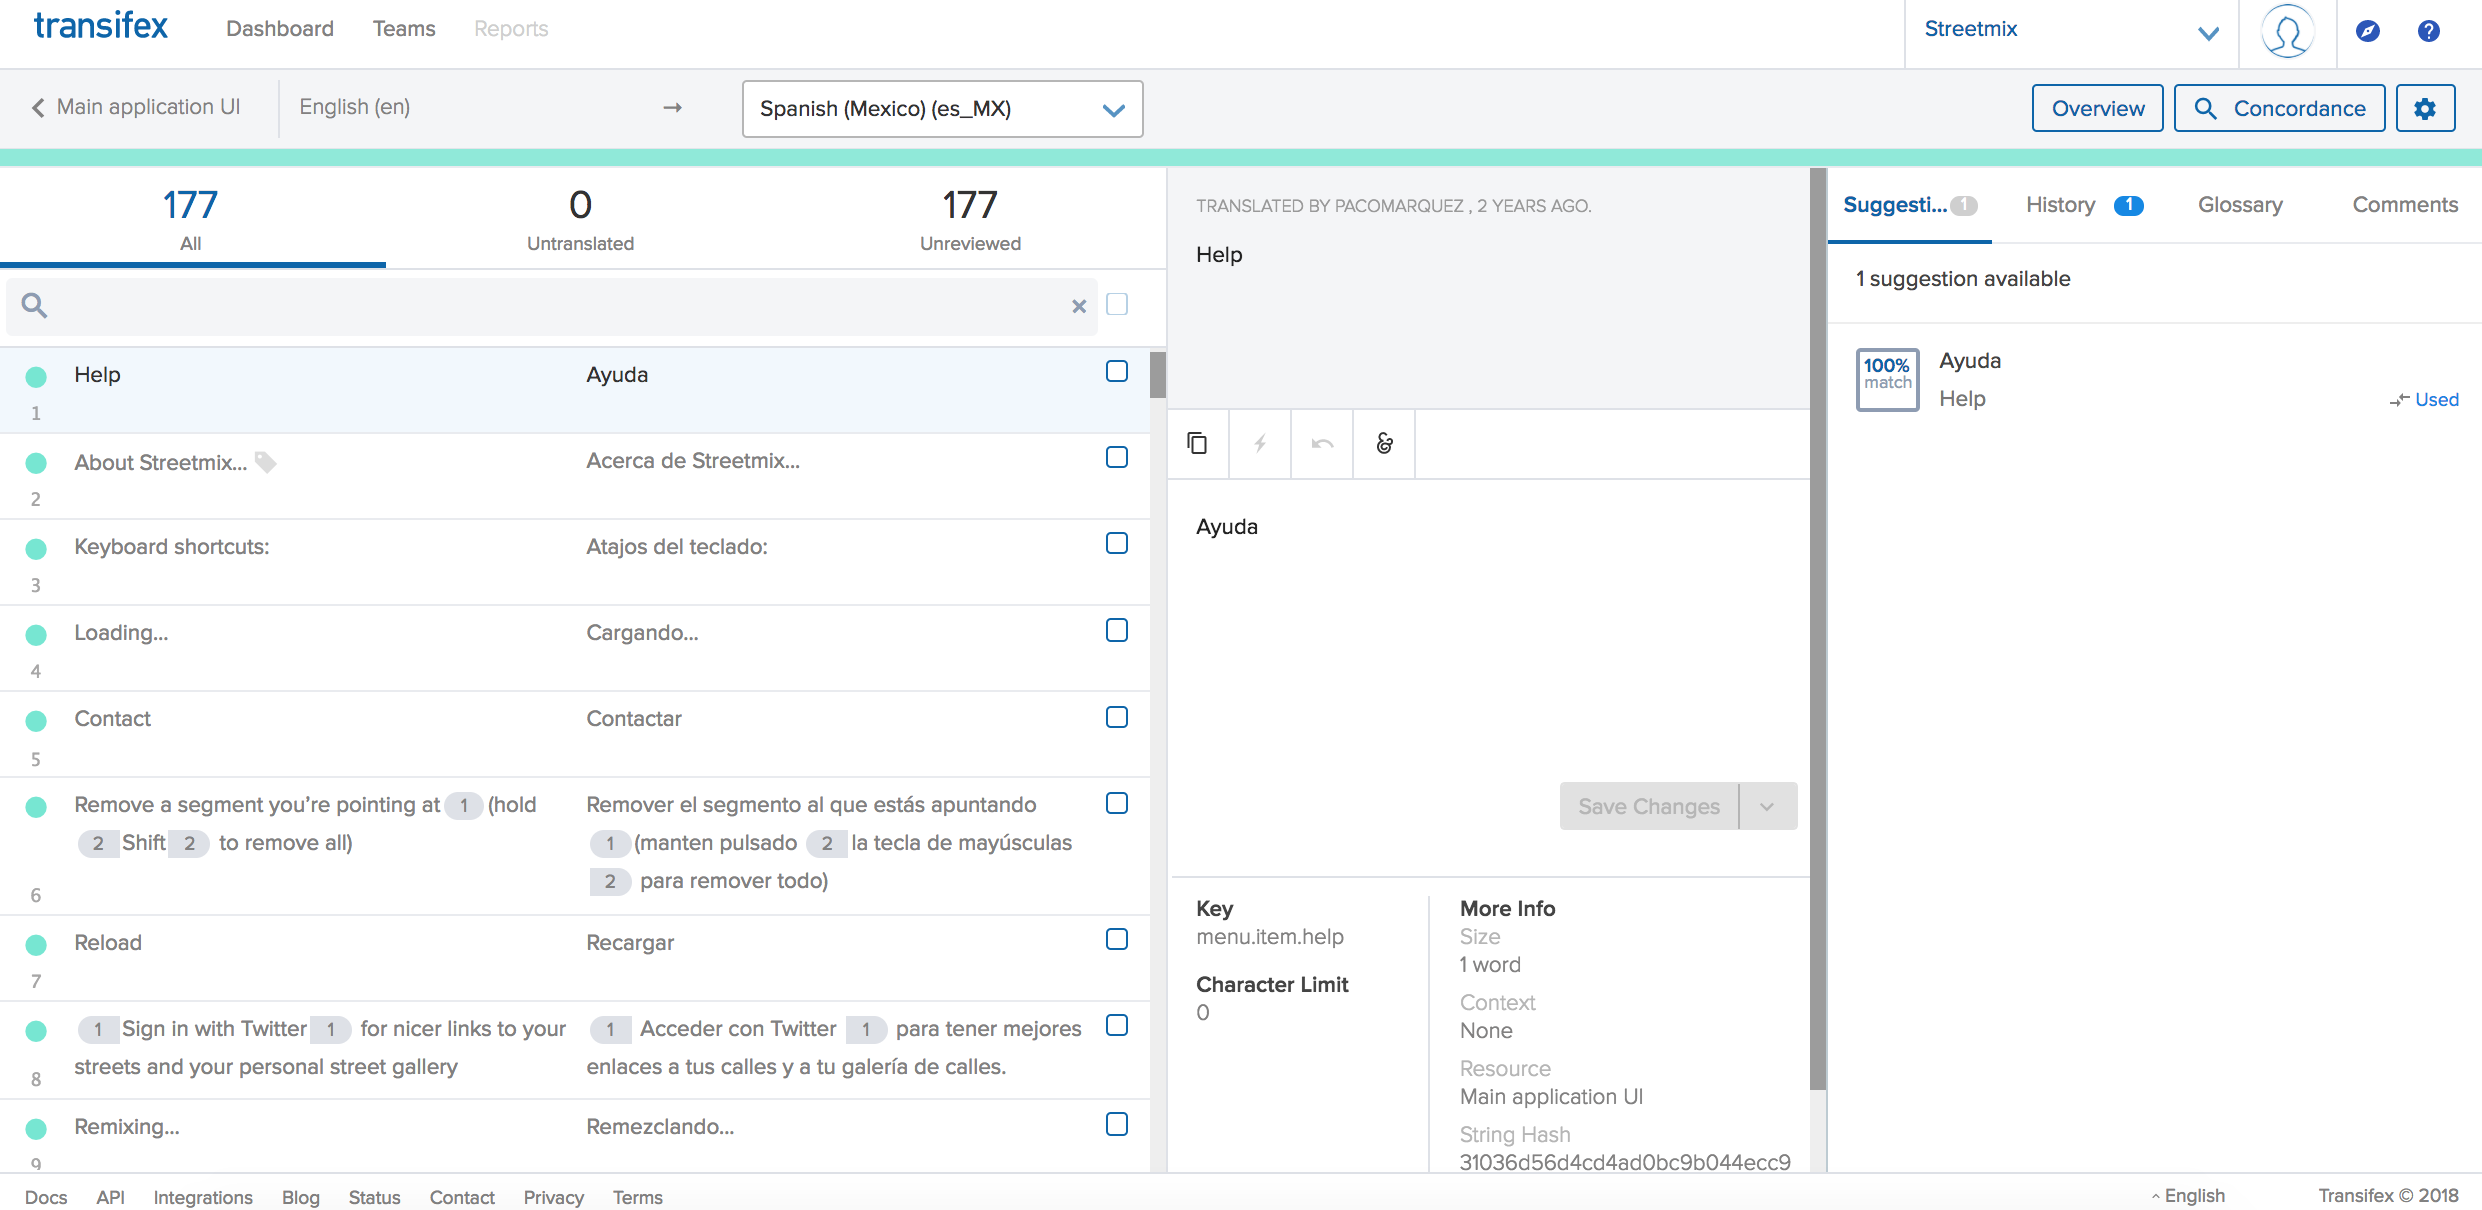 transifex
Dashboard
Teams
Reports
Streetmix
Main application UI
English (en)
→
Spanish (Mexico) (es_MX)
Overview
Concordance
177
All
0
Untranslated
177
Unreviewed
Help
Ayuda
1
About Streetmix...
Acerca de Streetmix...
2
Keyboard shortcuts:
Atajos del teclado:
3
Loading...
Cargando...
4
Contact
Contactar
5
Remove a segment you’re pointing at 1 (hold
2 Shift 2 to remove all)
Remover el segmento al que estás apuntando
1 (manten pulsado 2 la tecla de mayúsculas
2 para remover todo)
6
Reload
Recargar
7
1 Sign in with Twitter 1 for nicer links to your
streets and your personal street gallery
1 Acceder con Twitter 1 para tener mejores
enlaces a tus calles y a tu galería de calles.
8
Remixing...
Remezclando...
9
TRANSLATED BY PACOMARQUEZ , 2 YEARS AGO.
Help
&
Ayuda
Save Changes
Key
menu.item.help
Character Limit
0
More Info
Size
1 word
Context
None
Resource
Main application UI
String Hash
31036d56d4cd4ad0bc9b044ecc9
Suggesti... 1
History 1
Glossary
Comments
1 suggestion available
100%
match
Ayuda
Help
Used
Docs
API
Integrations
Blog
Status
Contact
Privacy
Terms
English
Transifex © 2018